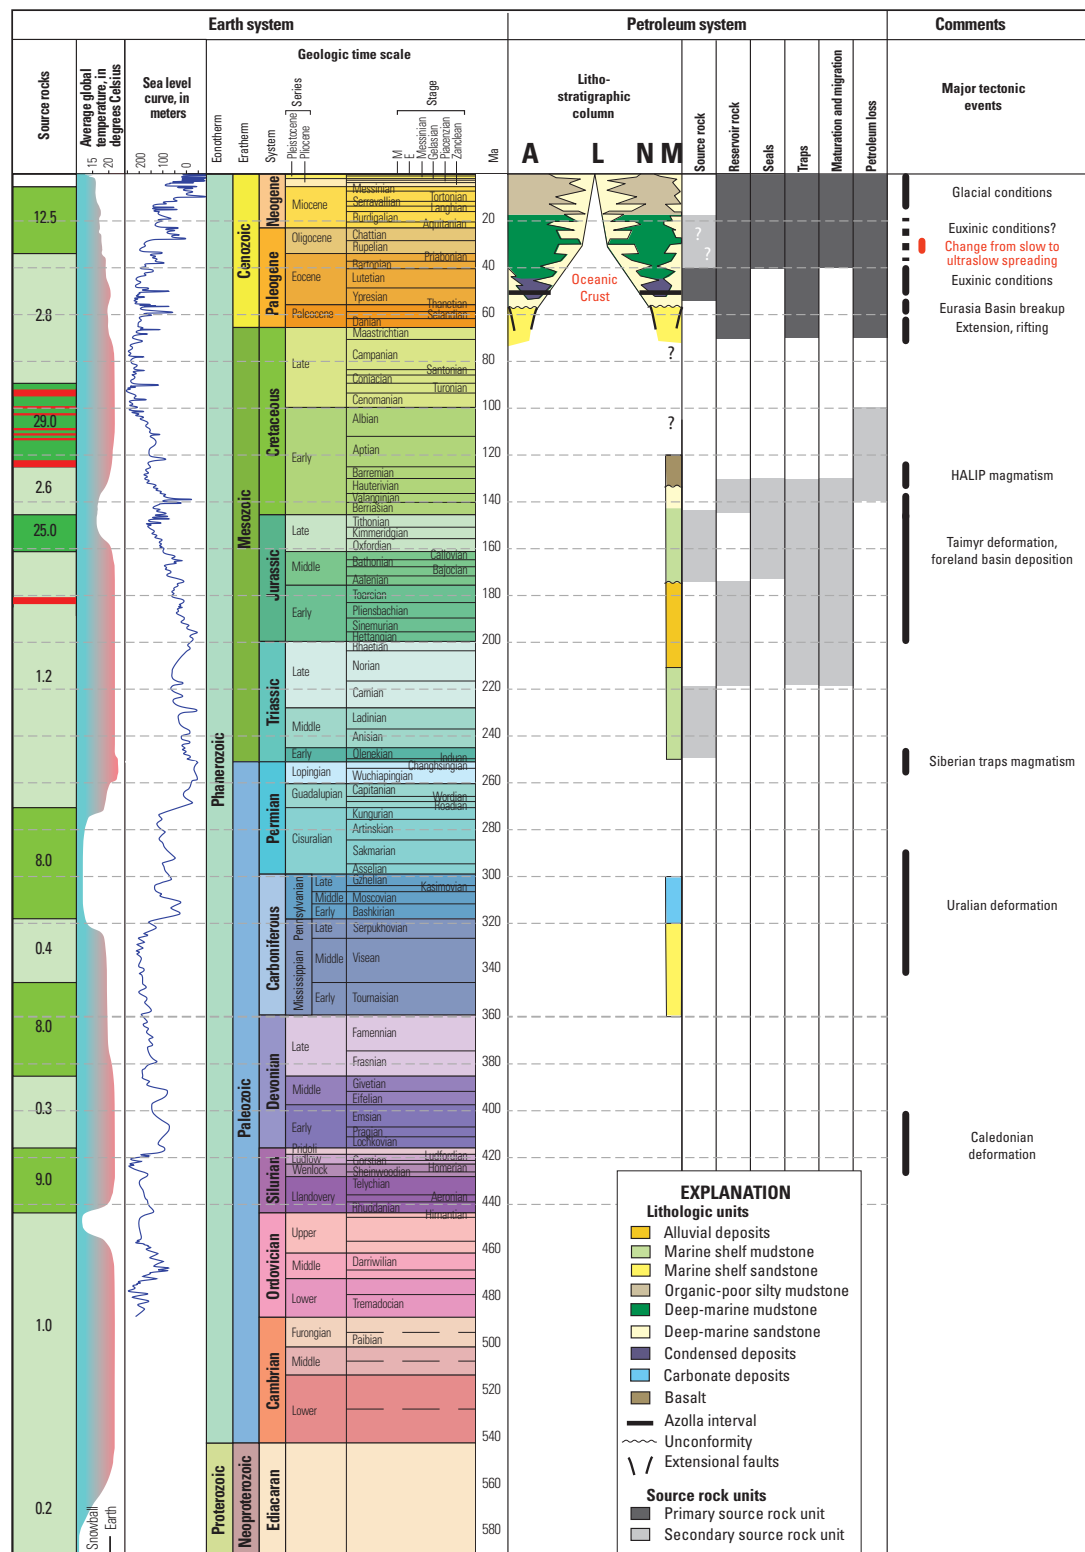 Earth system
Petroleum system
Comments
Source rocks
Average global temperature, in degrees Celsius
15
20
Sea level curve, in meters
200
100
0
Geologic time scale
Eonotherm
Eratherm
System
Series
Pleistocene
Pliocene
Stage
M
E
Messinian
Gelasian
Piacenzian
Zanclean
Ma
Litho-
stratigraphic
column
A
L
N
M
Source rock
Reservoir rock
Seals
Traps
Maturation and migration
Petroleum loss
Major tectonic
events
12.5
2.8
29.0
2.6
25.0
1.2
8.0
0.4
8.0
0.3
9.0
1.0
0.2
Snowball
Earth
Phanerozoic
Proterozoic
Cenozoic
Mesozoic
Paleozoic
Neoproterozoic
Neogene
Paleogene
Cretaceous
Jurassic
Triassic
Permian
Carboniferous
Devonian
Silurian
Ordovician
Cambrian
Ediacaran
Miocene
Oligocene
Eocene
Paleocene
Late
Early
Late
Middle
Early
Late
Middle
Early
Lopingian
Guadalupian
Cisuralian
Pennsylvanian
Late
Middle
Early
Mississippian
Late
Middle
Early
Late
Middle
Early
Pridoli
Ludlow
Wenlock
Llandovery
Upper
Middle
Lower
Furongian
Middle
Lower
Messinian
Tortonian
Serravallian
Langhian
Burdigalian
Aquitanian
Chattian
Rupelian
Priabonian
Bartonian
Lutetian
Ypresian
Thanetian
Selandian
Danian
Maastrichtian
Campanian
Santonian
Coniacian
Turonian
Cenomanian
Albian
Aptian
Barremian
Hauterivian
Valanginian
Berriasian
Tithonian
Kimmeridgian
Oxfordian
Callovian
Bathonian
Bajocian
Aalenian
Toarcian
Pliensbachian
Sinemurian
Hettangian
Rhaetian
Norian
Carnian
Ladinian
Anisian
Olenekian
Induan
Changhsingian
Wuchiapingian
Capitanian
Wordian
Roadian
Kungurian
Artinskian
Sakmarian
Asselian
Gzhelian
Kasimovian
Moscovian
Bashkirian
Serpukhovian
Visean
Tournaisian
Famennian
Frasnian
Givetian
Eifelian
Emsian
Pragian
Lochkovian
Ludfordian
Gorstian
Homerian
Sheinwoodian
Telychian
Aeronian
Rhuddanian
Hirnantian
Darriwilian
Tremadocian
Paibian
20
40
60
80
100
120
140
160
180
200
220
240
260
280
300
320
340
360
380
400
420
440
460
480
500
520
540
560
580
Oceanic
Crust
?
?
?
?
Glacial conditions
Euxinic conditions?
Change from slow to
ultraslow spreading
Euxinic conditions
Eurasia Basin breakup
Extension, rifting
HALIP magmatism
Taimyr deformation,
foreland basin deposition
Siberian traps magmatism
Uralian deformation
Caledonian
deformation
EXPLANATION
Lithologic units
Alluvial deposits
Marine shelf mudstone
Marine shelf sandstone
Organic-poor silty mudstone
Deep-marine mudstone
Deep-marine sandstone
Condensed deposits
Carbonate deposits
Basalt
Azolla interval
Unconformity
Extensional faults
Source rock units
Primary source rock unit
Secondary source rock unit